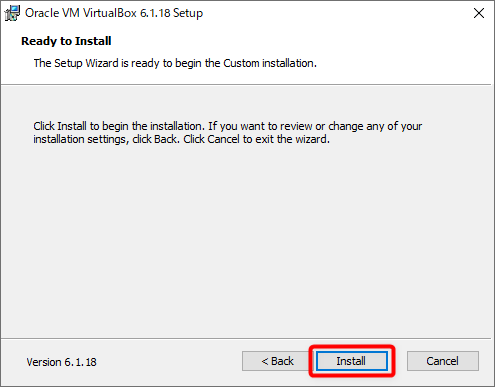 Oracle VM VirtualBox 6.1.18 Setup
Ready to Install
The Setup Wizard is ready to begin the Custom installation.
Click Install to begin the installation. If you want to review or change any of your
installation settings, click Back. Click Cancel to exit the wizard.
Version 6.1.18
< Back
Install
Cancel